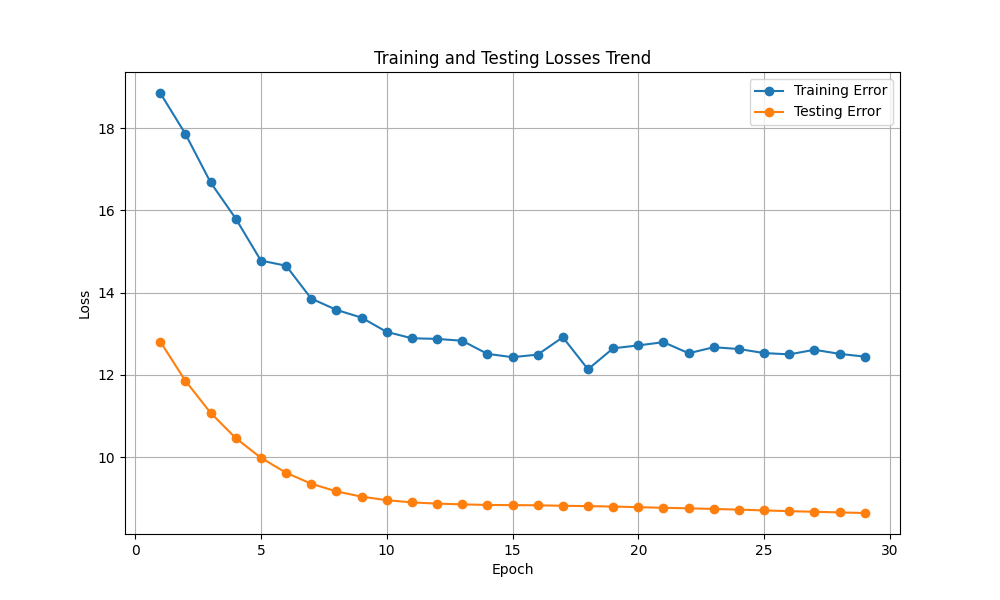 Training and Testing Losses Trend
Training Error
Testing Error
18
16
14
12
10
Loss
0 5 10 15 20 25 30
Epoch